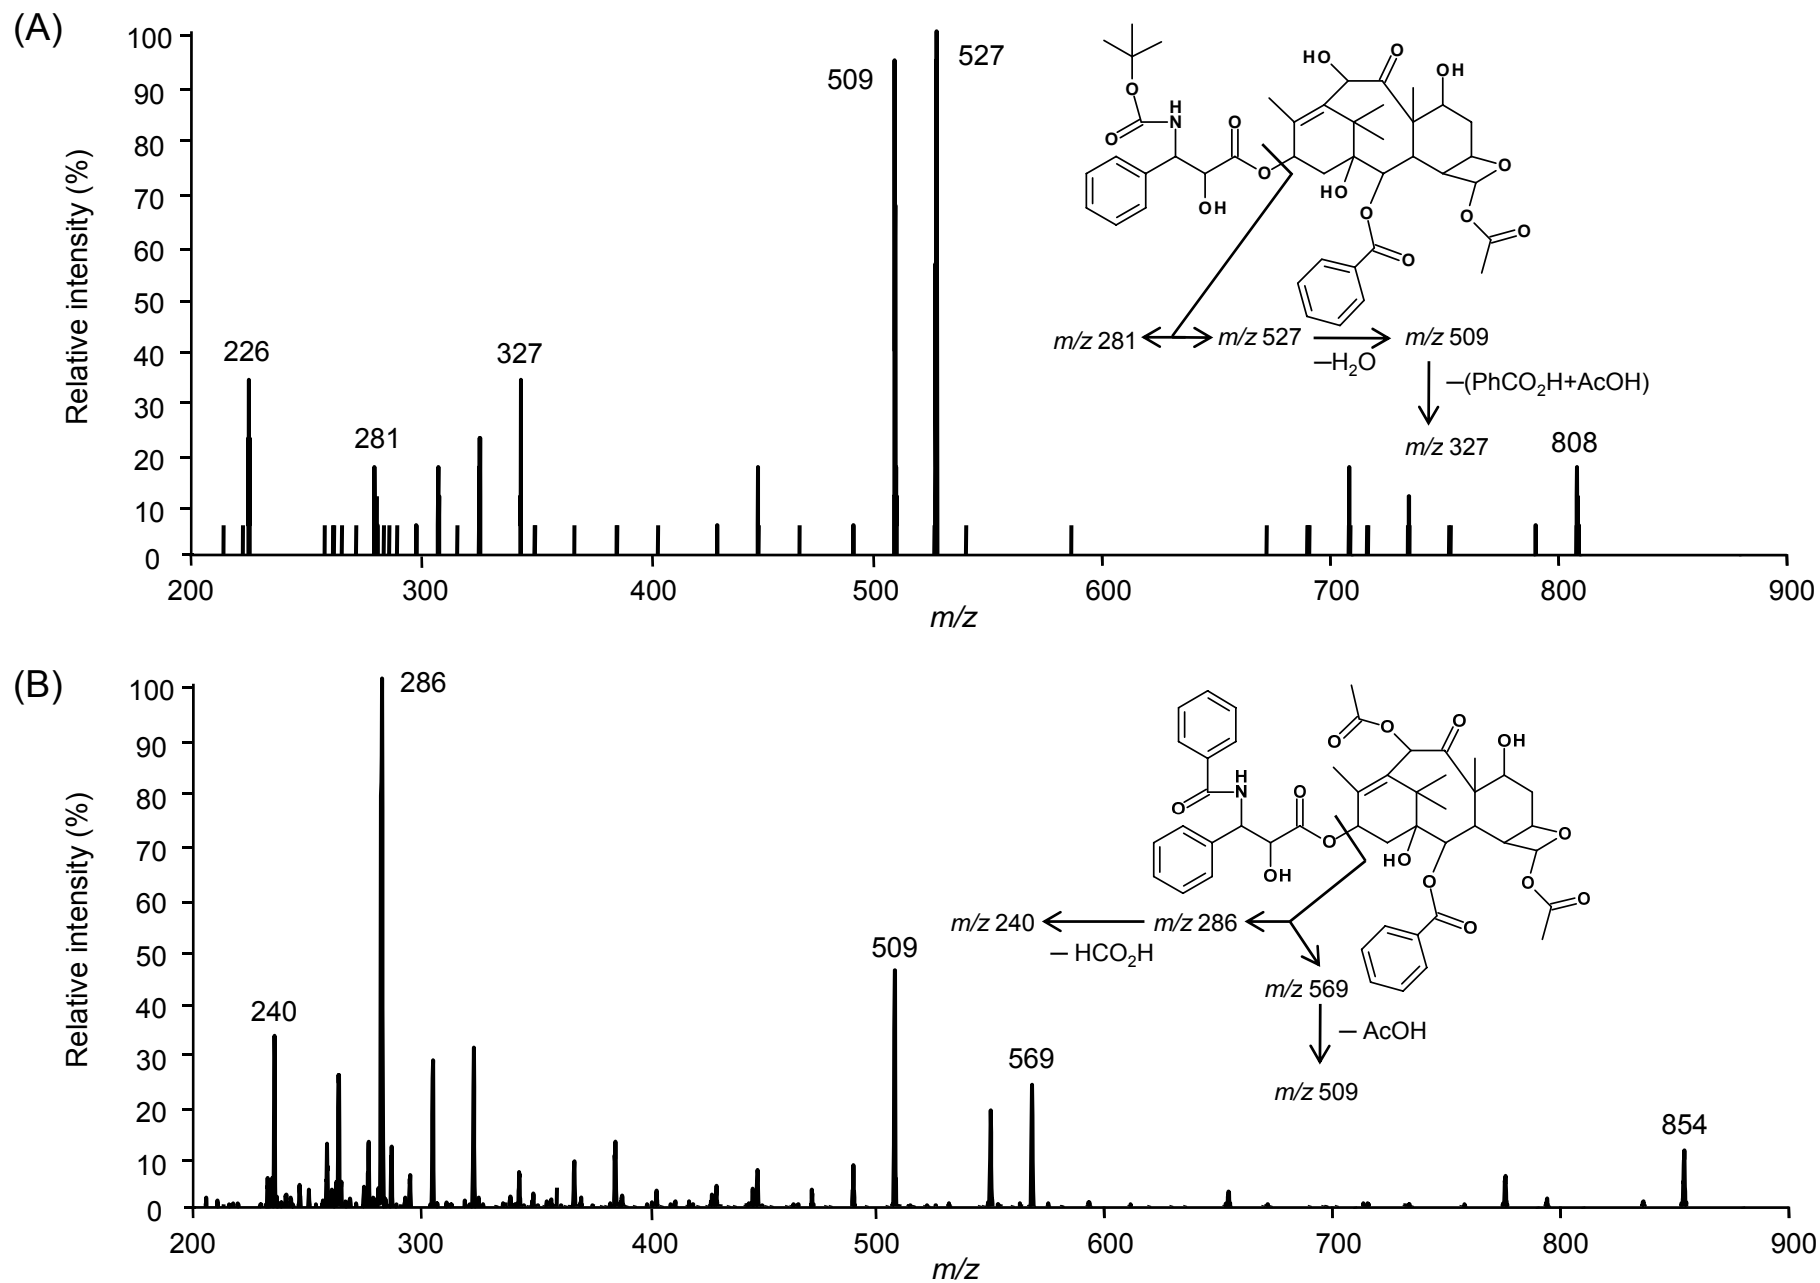 (A)
Relative intensity (%)
100
90
80
70
60
50
40
30
20
10
0
200
300
400
500
600
700
800
900
m/z
226
281
327
509
527
808
O
O
N
H
OH
O
O
HO
O
OH
HO
O
O
O
O
O
m/z 281
m/z 527
–H₂O
m/z 509
–(PhCO₂H+AcOH)
m/z 327
(B)
Relative intensity (%)
100
90
80
70
60
50
40
30
20
10
0
200
300
400
500
600
700
800
900
m/z
240
286
509
569
854
O
N
H
OH
O
O
O
O
O
OH
HO
O
O
O
O
O
m/z 240
– HCO₂H
m/z 286
m/z 569
– AcOH
m/z 509